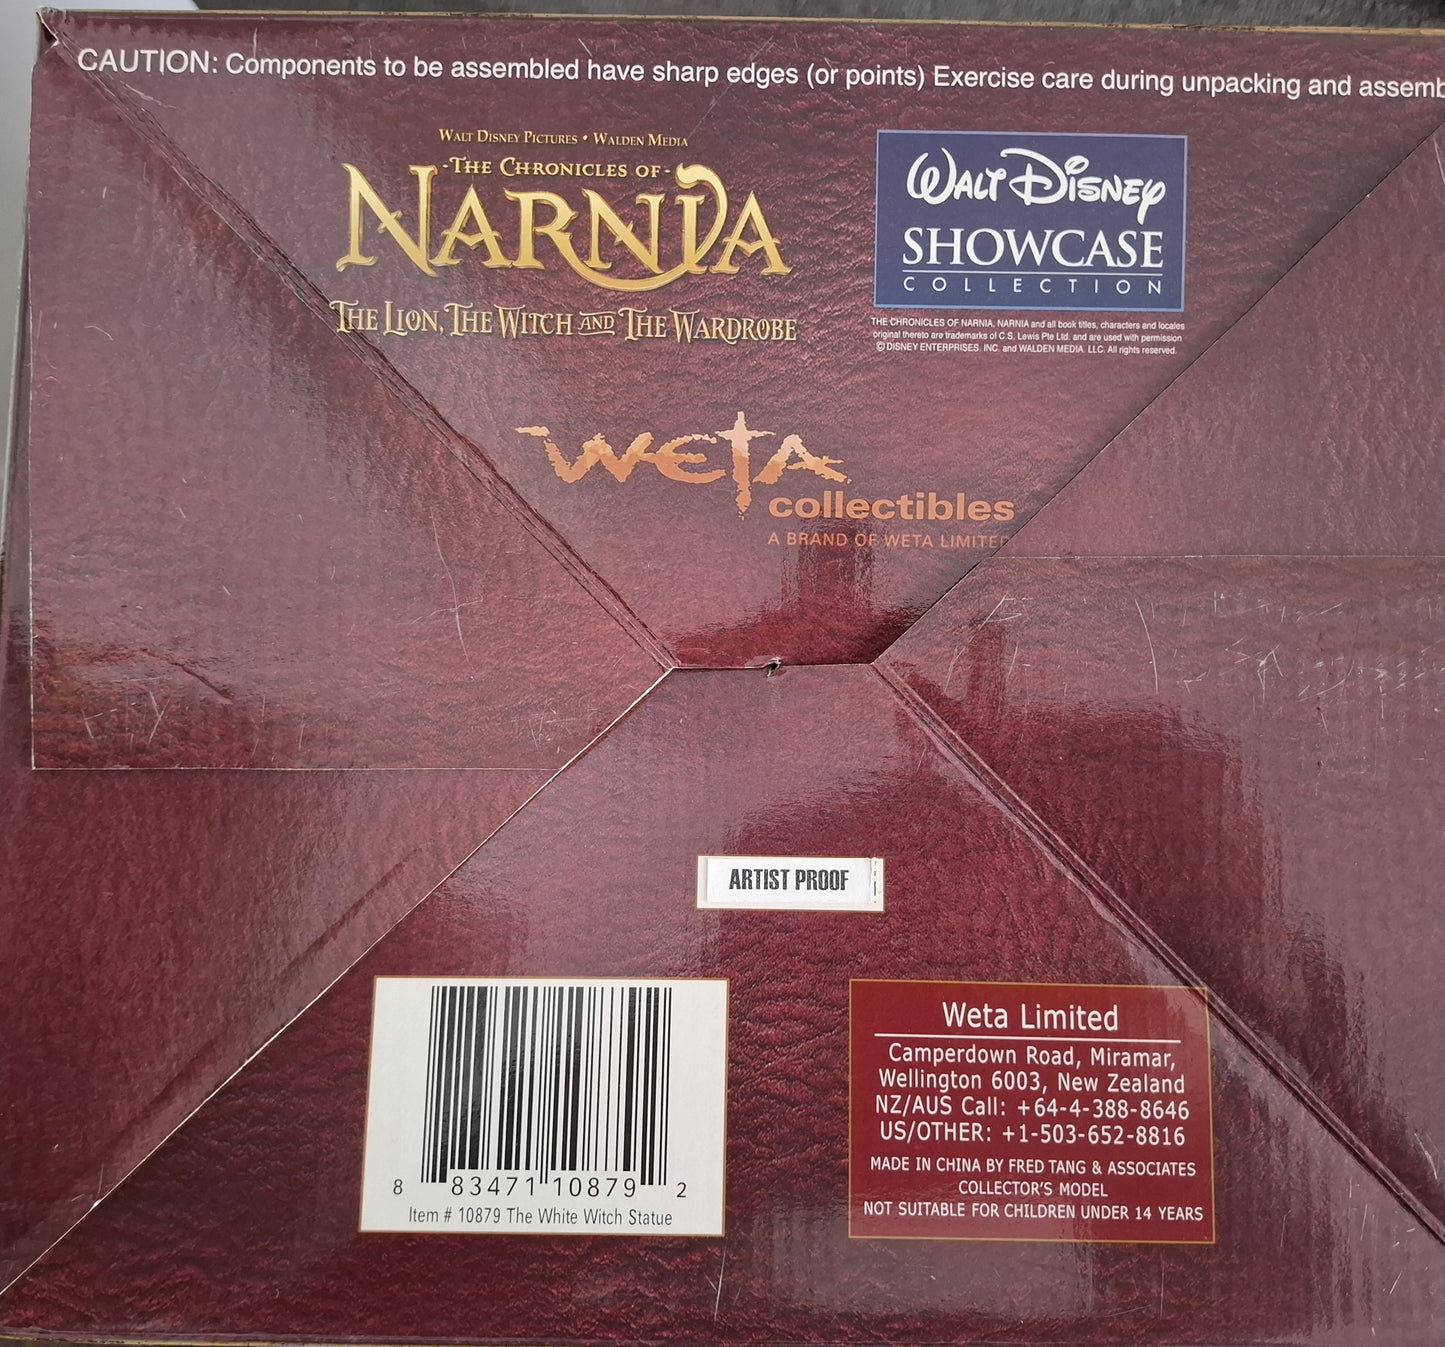 CAUTION: Components to be assembled have sharp edges (or points) Exercise care during unpacking and assemb
WALT DISNEY PICTURES • WALDEN MEDIA
-THE CHRONICLES OF-
NARNIA
THE LION, THE WITCH AND THE WARDROBE
WALT DISNEY
SHOWCASE
COLLECTION
THE CHRONICLES OF NARNIA, NARNIA and all book titles, characters and locales
original thereto are trademarks of C.S. Lewis Pte Ltd. and are used with permission
© DISNEY ENTERPRISES. INC. and WALDEN MEDIA. LLC. All rights reserved.
WETA
collectibles
A BRAND OF WETA LIMITED
ARTIST PROOF
8 83471 10879 2
Item # 10879 The White Witch Statue
Weta Limited
Camperdown Road, Miramar,
Wellington 6003, New Zealand
NZ/AUS Call: +64-4-388-8646
US/OTHER: +1-503-652-8816
MADE IN CHINA BY FRED TANG & ASSOCIATES
COLLECTOR'S MODEL
NOT SUITABLE FOR CHILDREN UNDER 14 YEARS